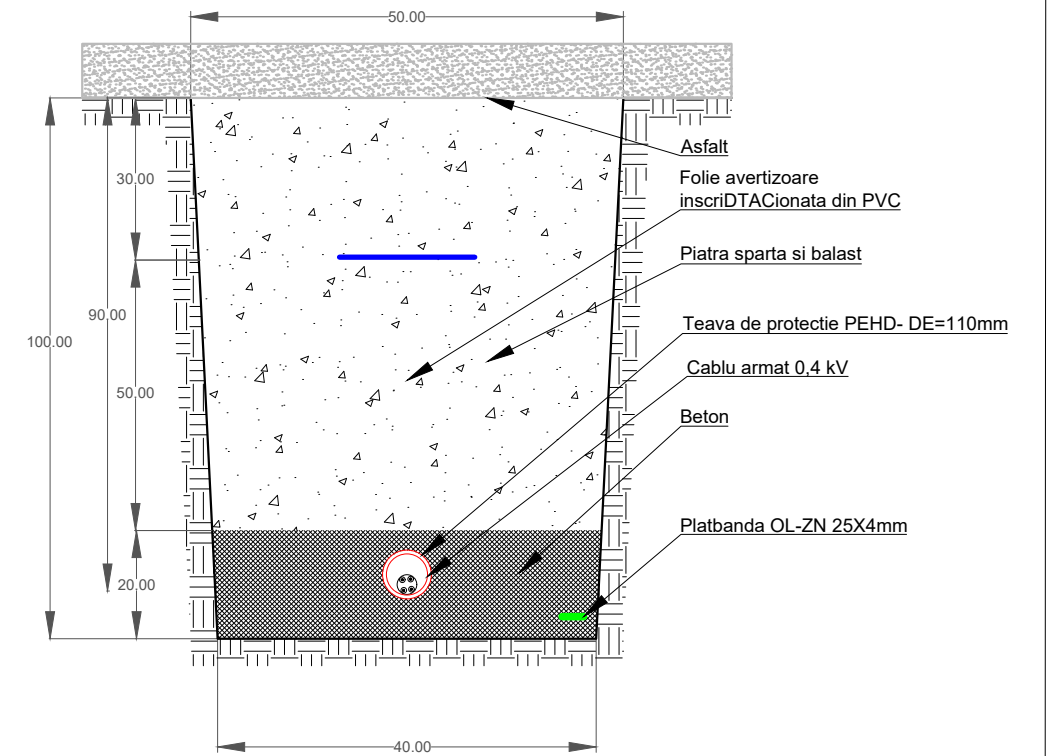 50.00
Asfalt
30.00
Folie avertizoare
inscriDTACionata din PVC
Piatra sparta si balast
90.00
Teava de protectie PEHD- DE=110mm
100.00
Cablu armat 0,4 kV
50.00
Beton
Platbanda OL-ZN 25X4mm
20.00
40.00